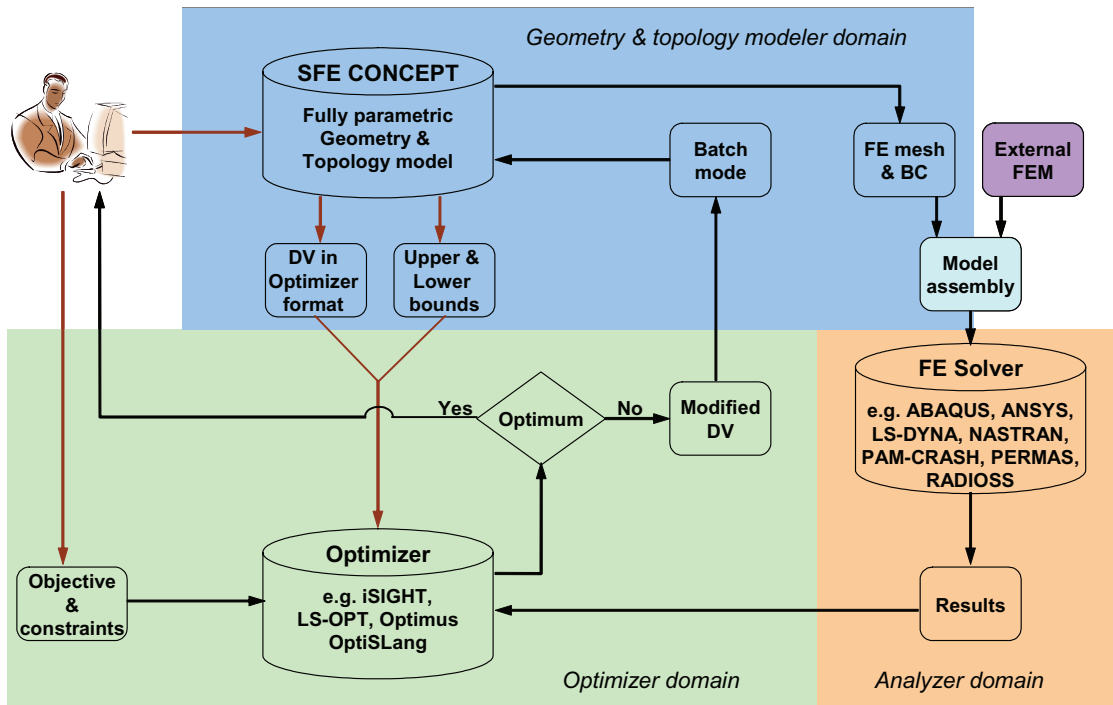 Geometry & topology modeler domain
SFE CONCEPT
Fully parametric
Geometry &
Topology model
Batch
mode
FE mesh
& BC
External
FEM
DV in
Optimizer
format
Upper &
Lower
bounds
Model
assembly
FE Solver
e.g. ABAQUS, ANSYS,
LS-DYNA, NASTRAN,
PAM-CRASH, PERMAS,
RADIOSS
Yes
Optimum
No
Modified
DV
Optimizer
e.g. iSIGHT,
LS-OPT, Optimus
OptiSLang
Objective
&
constraints
Results
Optimizer domain
Analyzer domain